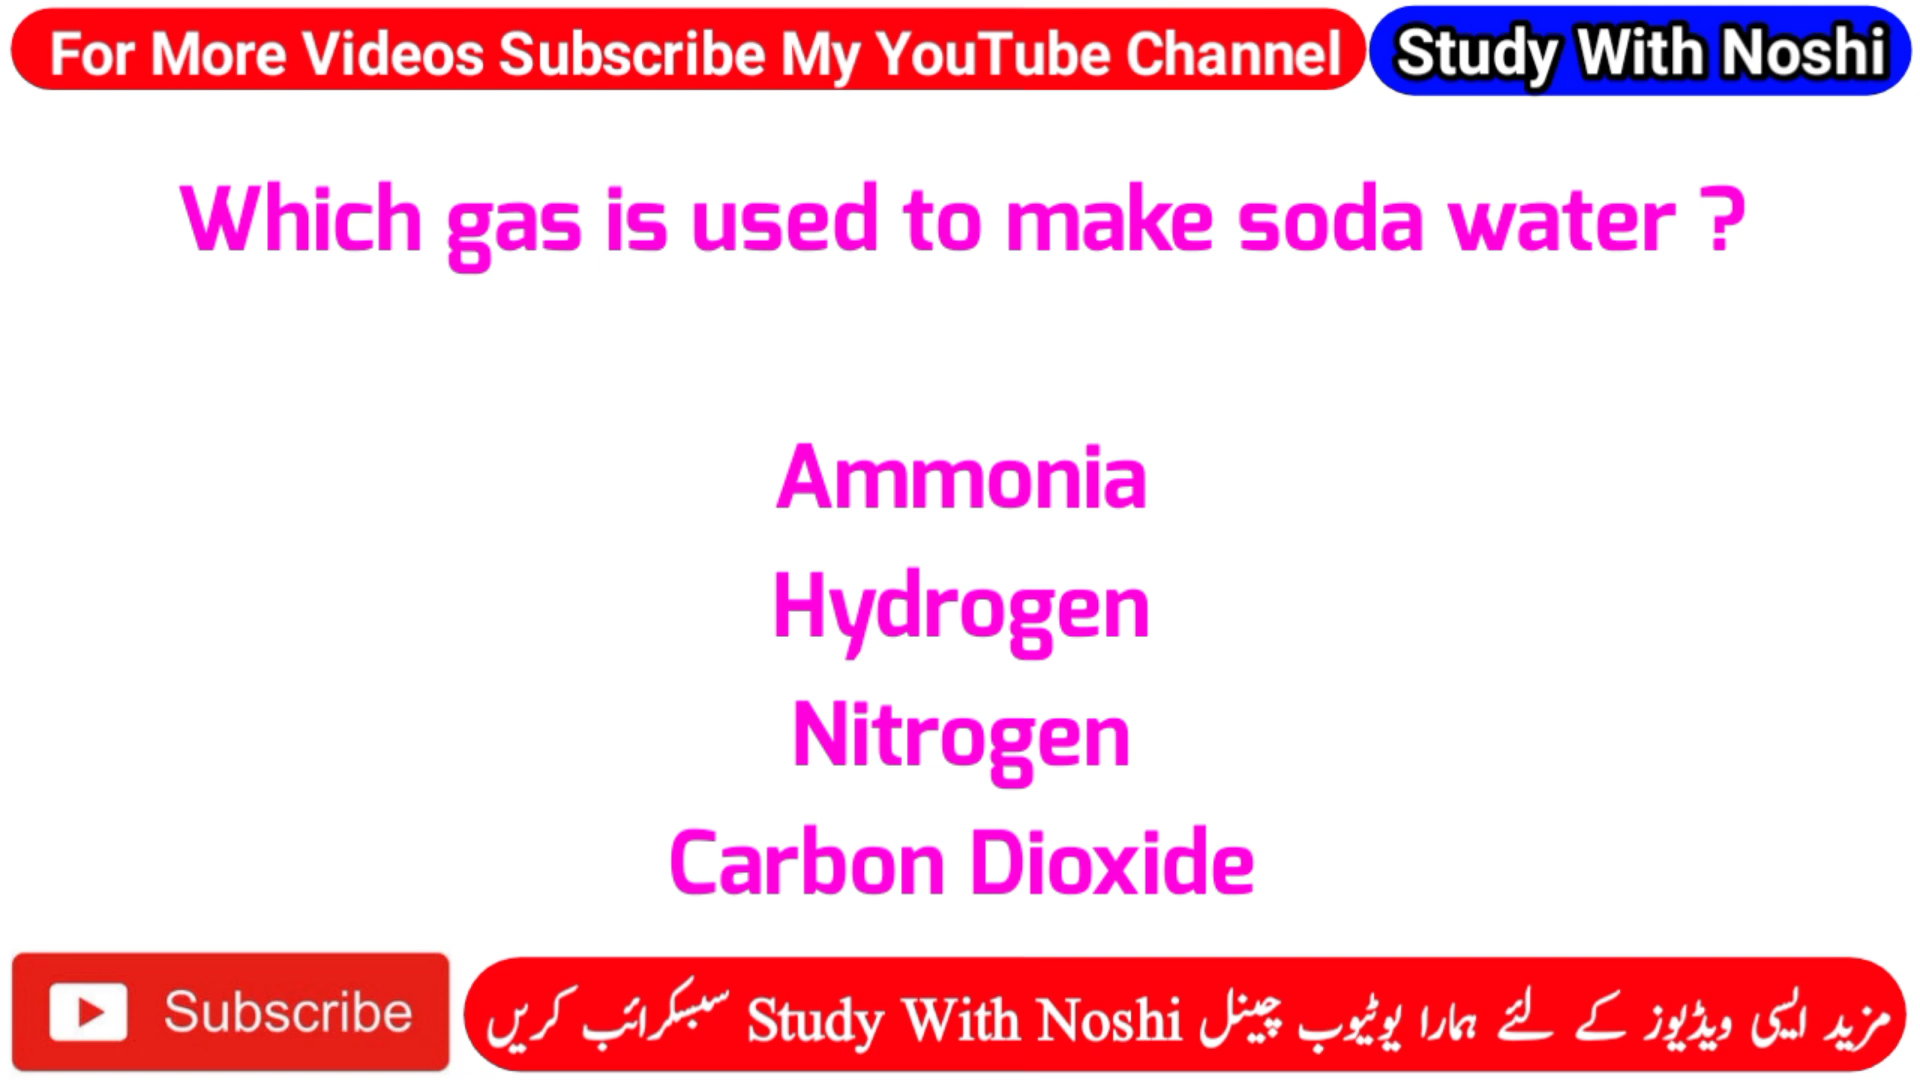 For More Videos Subscribe My YouTube Channel Study With Noshi
Which gas is used to make soda water ?
Ammonia
Hydrogen
Nitrogen
Carbon Dioxide
Subscribe
مزید ایسی ویڈیوز کے لئے ہمارا یوٹیوب چینل Study With Noshi سبسکرائب کریں